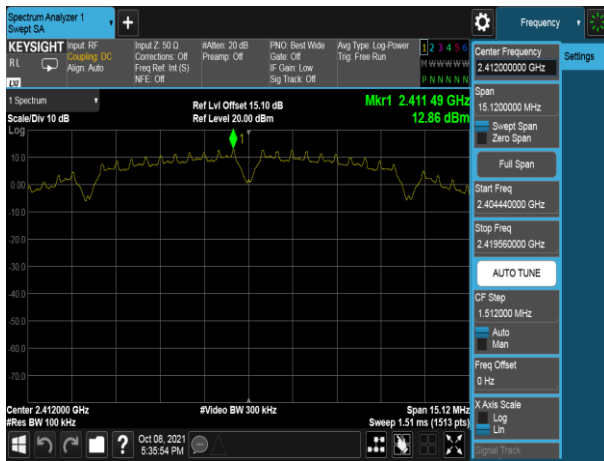 Spectrum Analyzer 1
Swept SA
Frequency
KEYSIGHT
RL
Input: RF
Coupling: DC
Align: Auto
Input Z: 50 Ω
Corrections: Off
Freq Ref: Int (S)
NFE: Off
#Atten: 20 dB
Preamp: Off
PNO: Best Wide
Gate: Off
IF Gain: Low
Sig Track: Off
Avg Type: Log-Power
Trig: Free Run
1 2 3 4 5 6
M W W W W W
P N N N N N
LXI
Center Frequency
2.412000000 GHz
Settings
Span
15.1200000 MHz
Swept Span
Zero Span
Full Span
Start Freq
2.404440000 GHz
Stop Freq
2.419560000 GHz
AUTO TUNE
CF Step
1.512000 MHz
Auto
Man
Freq Offset
0 Hz
X Axis Scale
Log
Lin
Signal Track
1 Spectrum
Scale/Div 10 dB
Log
Ref Lvl Offset 15.10 dB
Ref Level 20.00 dBm
Mkr1 2.411 49 GHz
12.86 dBm
1
10.0
0.00
-10.0
-20.0
-30.0
-40.0
-50.0
-60.0
-70.0
Center 2.412000 GHz
#Res BW 100 kHz
#Video BW 300 kHz
Span 15.12 MHz
Sweep 1.51 ms (1513 pts)
?
Oct 08, 2021
5:35:54 PM